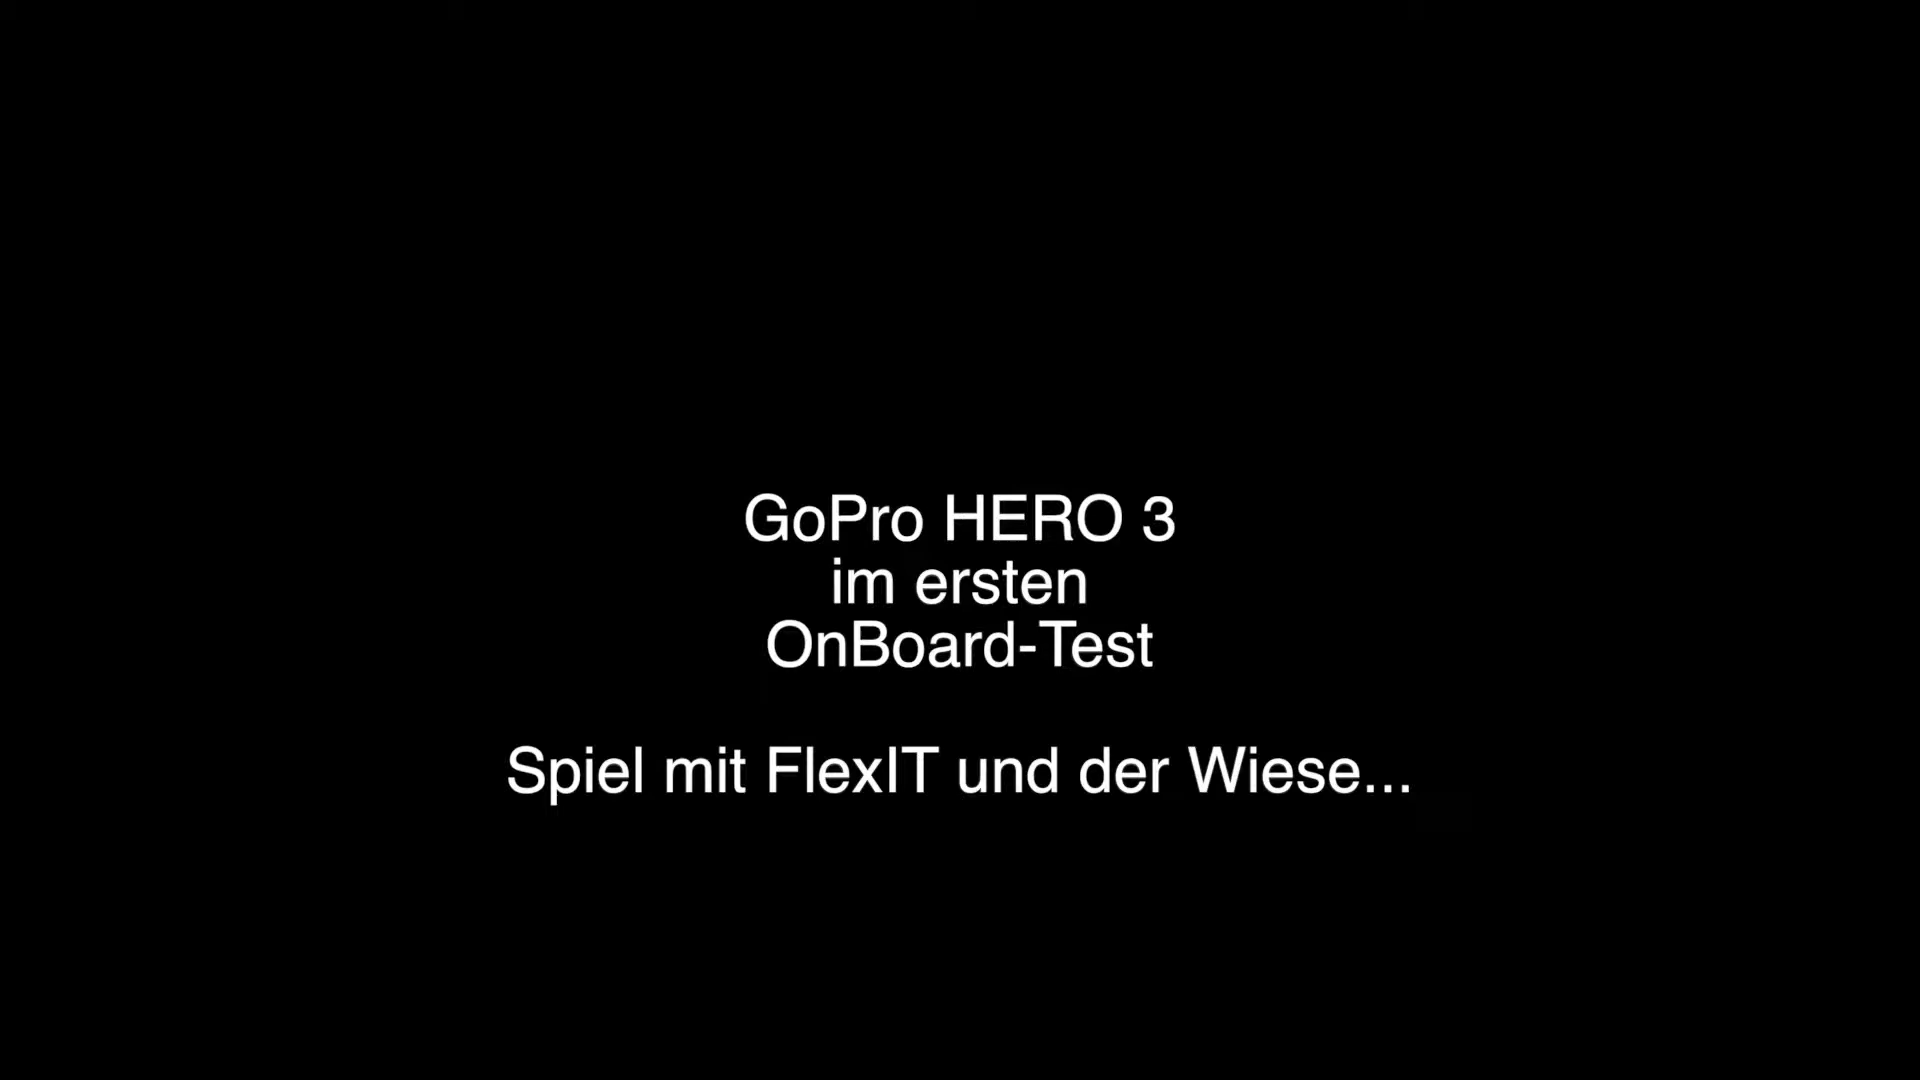 GoPro HERO 3
im ersten
OnBoard-Test
Spiel mit FlexIT und der Wiese...